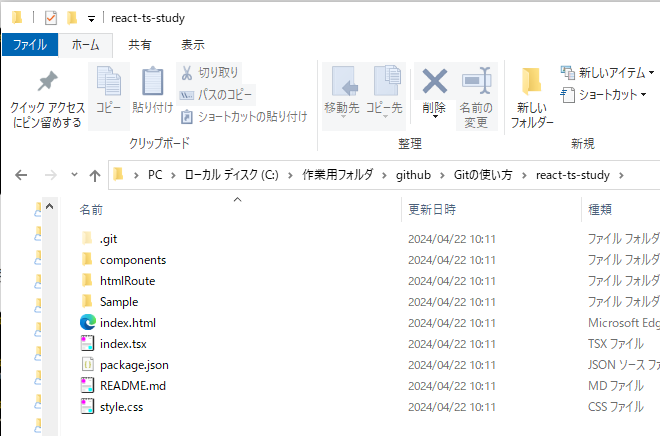 react-ts-study
ファイル ホーム 共有 表示
クイック アクセスにピン留めする
コピー
貼り付け
切り取り
パスのコピー
ショートカットの貼り付け
移動先
コピー先
削除
名前の変更
新しいフォルダー
新しいアイテム
ショートカット
クリップボード 整理 新規
PC ローカル ディスク (C:) 作業用フォルダ github Gitの使い方 react-ts-study
名前 更新日時 種類
.git 2024/04/22 10:11 ファイル フォルダ
components 2024/04/22 10:11 ファイル フォルダ
htmlRoute 2024/04/22 10:11 ファイル フォルダ
Sample 2024/04/22 10:11 ファイル フォルダ
index.html 2024/04/22 10:11 Microsoft Edg
index.tsx 2024/04/22 10:11 TSX ファイル
package.json 2024/04/22 10:11 JSON ソース ファ
README.md 2024/04/22 10:11 MD ファイル
style.css 2024/04/22 10:11 CSS ファイル